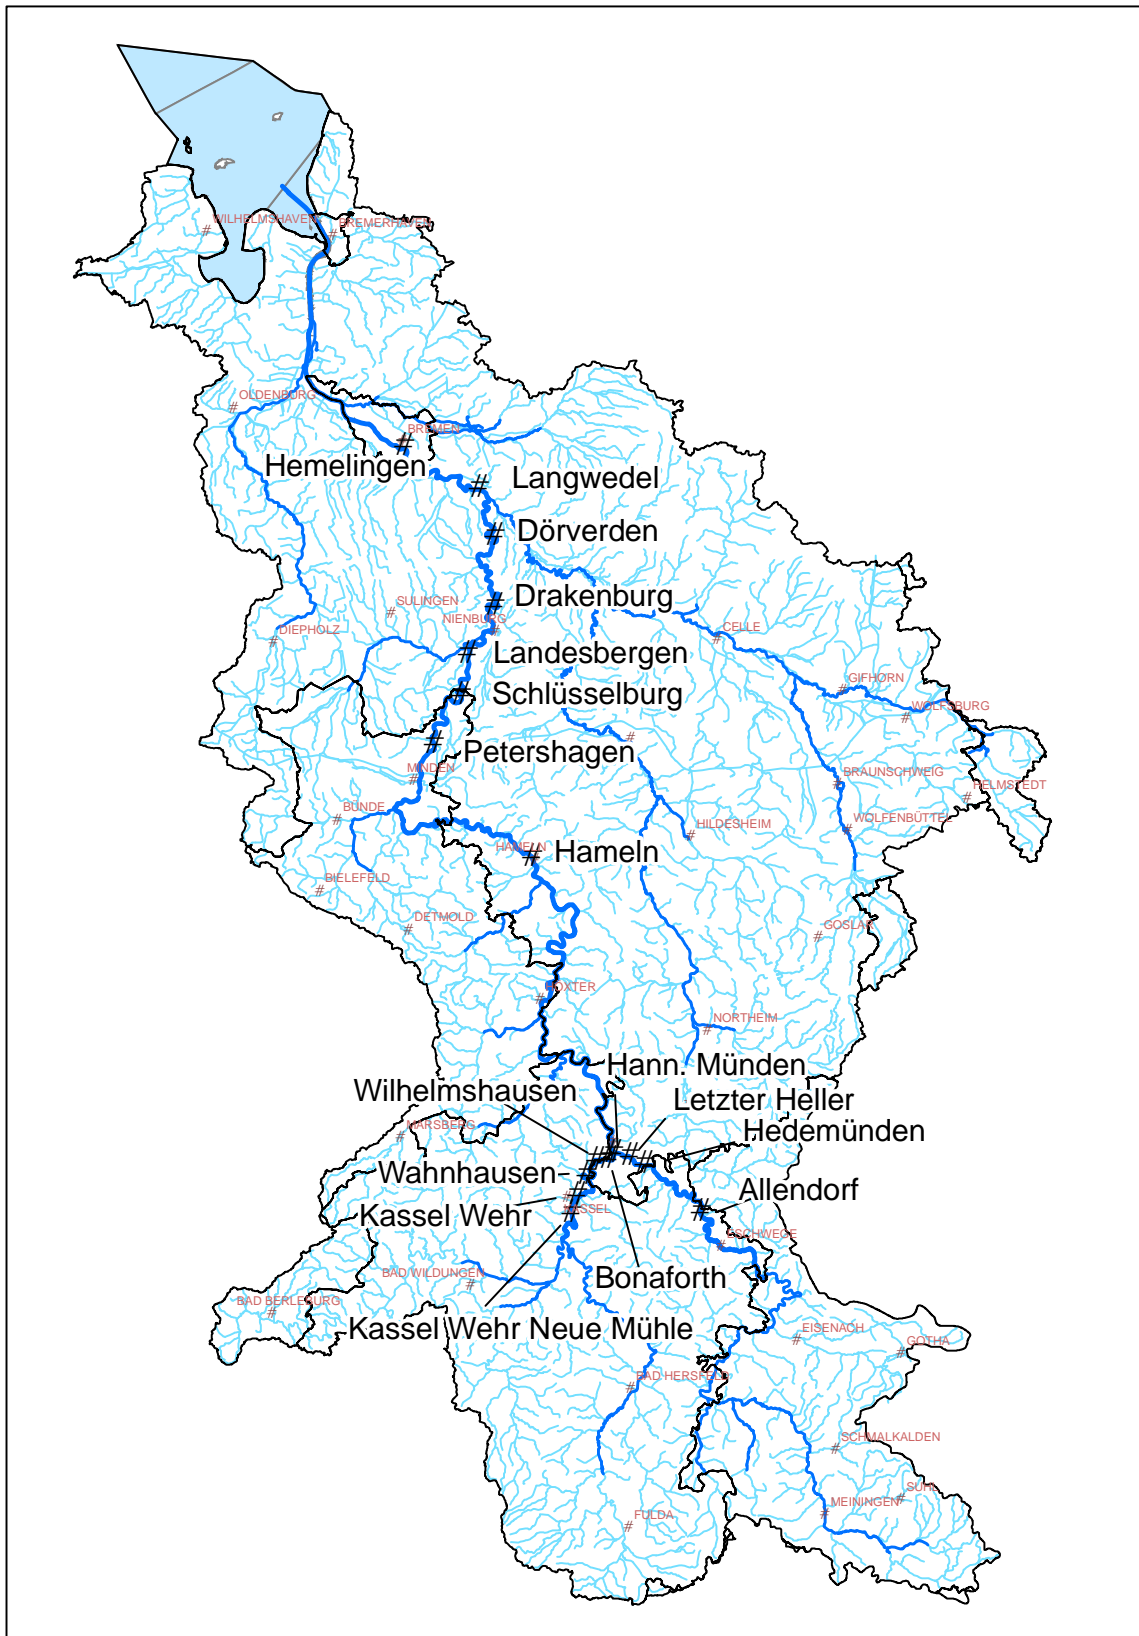 WILHELMSHAVEN
BREMERHAVEN
OLDENBURG
BREMEN
Hemelingen
Langwedel
Dörverden
Drakenburg
SULINGEN
NIENBURG
DIEPHOLZ
CELLE
Landesbergen
Schlüsselburg
GIFHORN
WOLFSBURG
Petershagen
MINDEN
BRAUNSCHWEIG
HELMSTEDT
BÜNDE
HILDESHEIM
WOLFENBÜTTEL
HAMELN
Hameln
BIELEFELD
DETMOLD
GOSLAR
HÖXTER
NORTHEIM
Hann. Münden
Wilhelmshausen
Letzter Heller
MARSBERG
Hedemünden
Wahnhausen
Allendorf
Kassel Wehr
KASSEL
ESCHWEGE
BAD WILDUNGEN
Bonaforth
BAD BERLEBURG
Kassel Wehr Neue Mühle
EISENACH
GOTHA
BAD HERSFELD
SCHMALKALDEN
SUHL
MEININGEN
FULDA